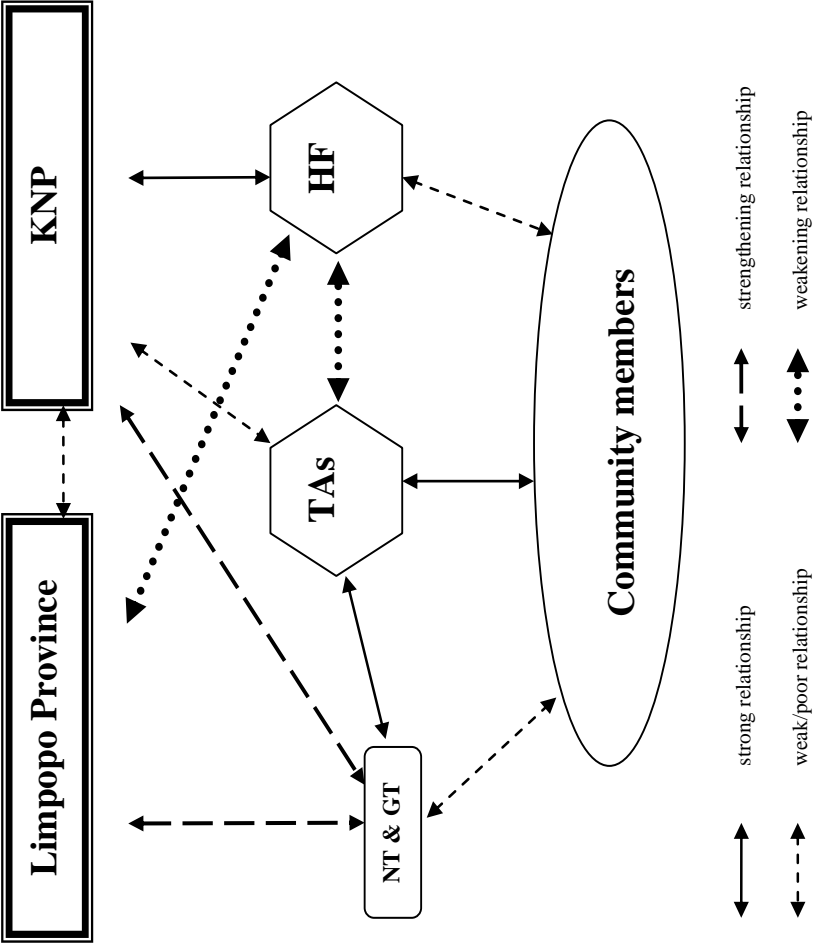 Limpopo Province
KNP
NT & GT
TAs
HF
Community members
strong relationship
strengthening relationship
weak/poor relationship
weakening relationship